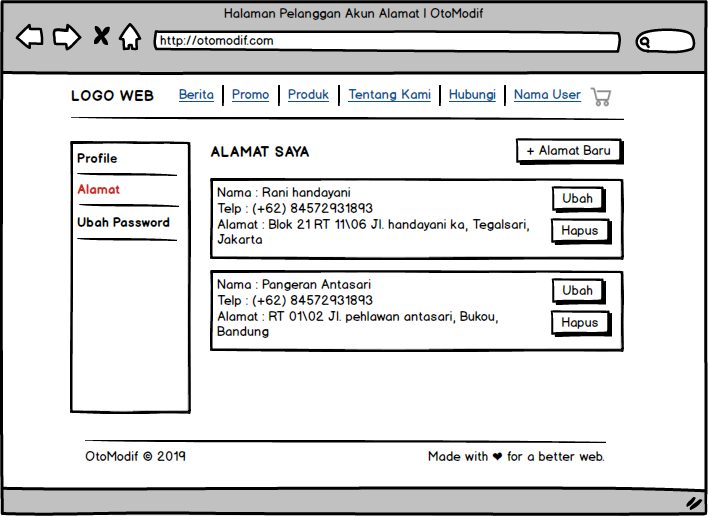 Halaman Pelanggan Akun Alamat | OtoModif
http://otomodif.com
LOGO WEB Berita Promo Produk Tentang Kami Hubungi Nama User
Profile
Alamat
Ubah Password
ALAMAT SAYA
+ Alamat Baru
Nama : Rani handayani
Telp : (+62) 84572931893
Alamat : Blok 21 RT 11\06 Jl. handayani ka, Tegalsari,
Jakarta
Ubah
Hapus
Nama : Pangeran Antasari
Telp : (+62) 84572931893
Alamat : RT 01\02 Jl. pehlawan antasari, Bukou,
Bandung
Ubah
Hapus
OtoModif © 2019
Made with ❤ for a better web.